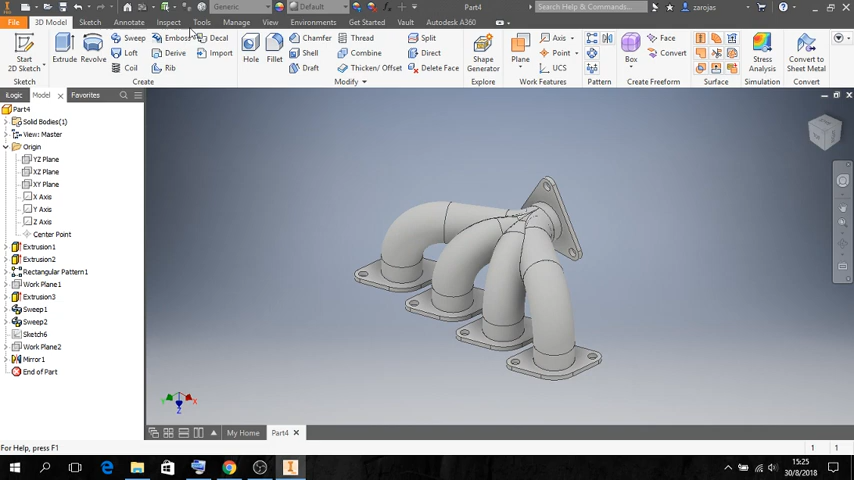 Generic
Default
Part4
Search Help & Commands...
zarojas
File
3D Model
Sketch
Annotate
Inspect
Tools
Manage
View
Environments
Get Started
Vault
Autodesk A360
Start
2D Sketch
Extrude
Revolve
Sweep
Emboss
Decal
Loft
Derive
Import
Coil
Rib
Hole
Fillet
Chamfer
Thread
Split
Shell
Combine
Direct
Draft
Thicken/ Offset
Delete Face
Shape
Generator
Plane
Axis
Point
UCS
Box
Face
Convert
Stress
Analysis
Convert to
Sheet Metal
Sketch
Create
Modify
Explore
Work Features
Pattern
Create Freeform
Surface
Simulation
Convert
iLogic
Model
Favorites
Part4
Solid Bodies(1)
View: Master
Origin
YZ Plane
XZ Plane
XY Plane
X Axis
Y Axis
Z Axis
Center Point
Extrusion1
Extrusion2
Rectangular Pattern1
Work Plane1
Extrusion3
Sweep1
Sweep2
Sketch6
Work Plane2
Mirror1
End of Part
Y
X
Z
My Home
Part4
For Help, press F1
1
1
15:25
30/8/2018